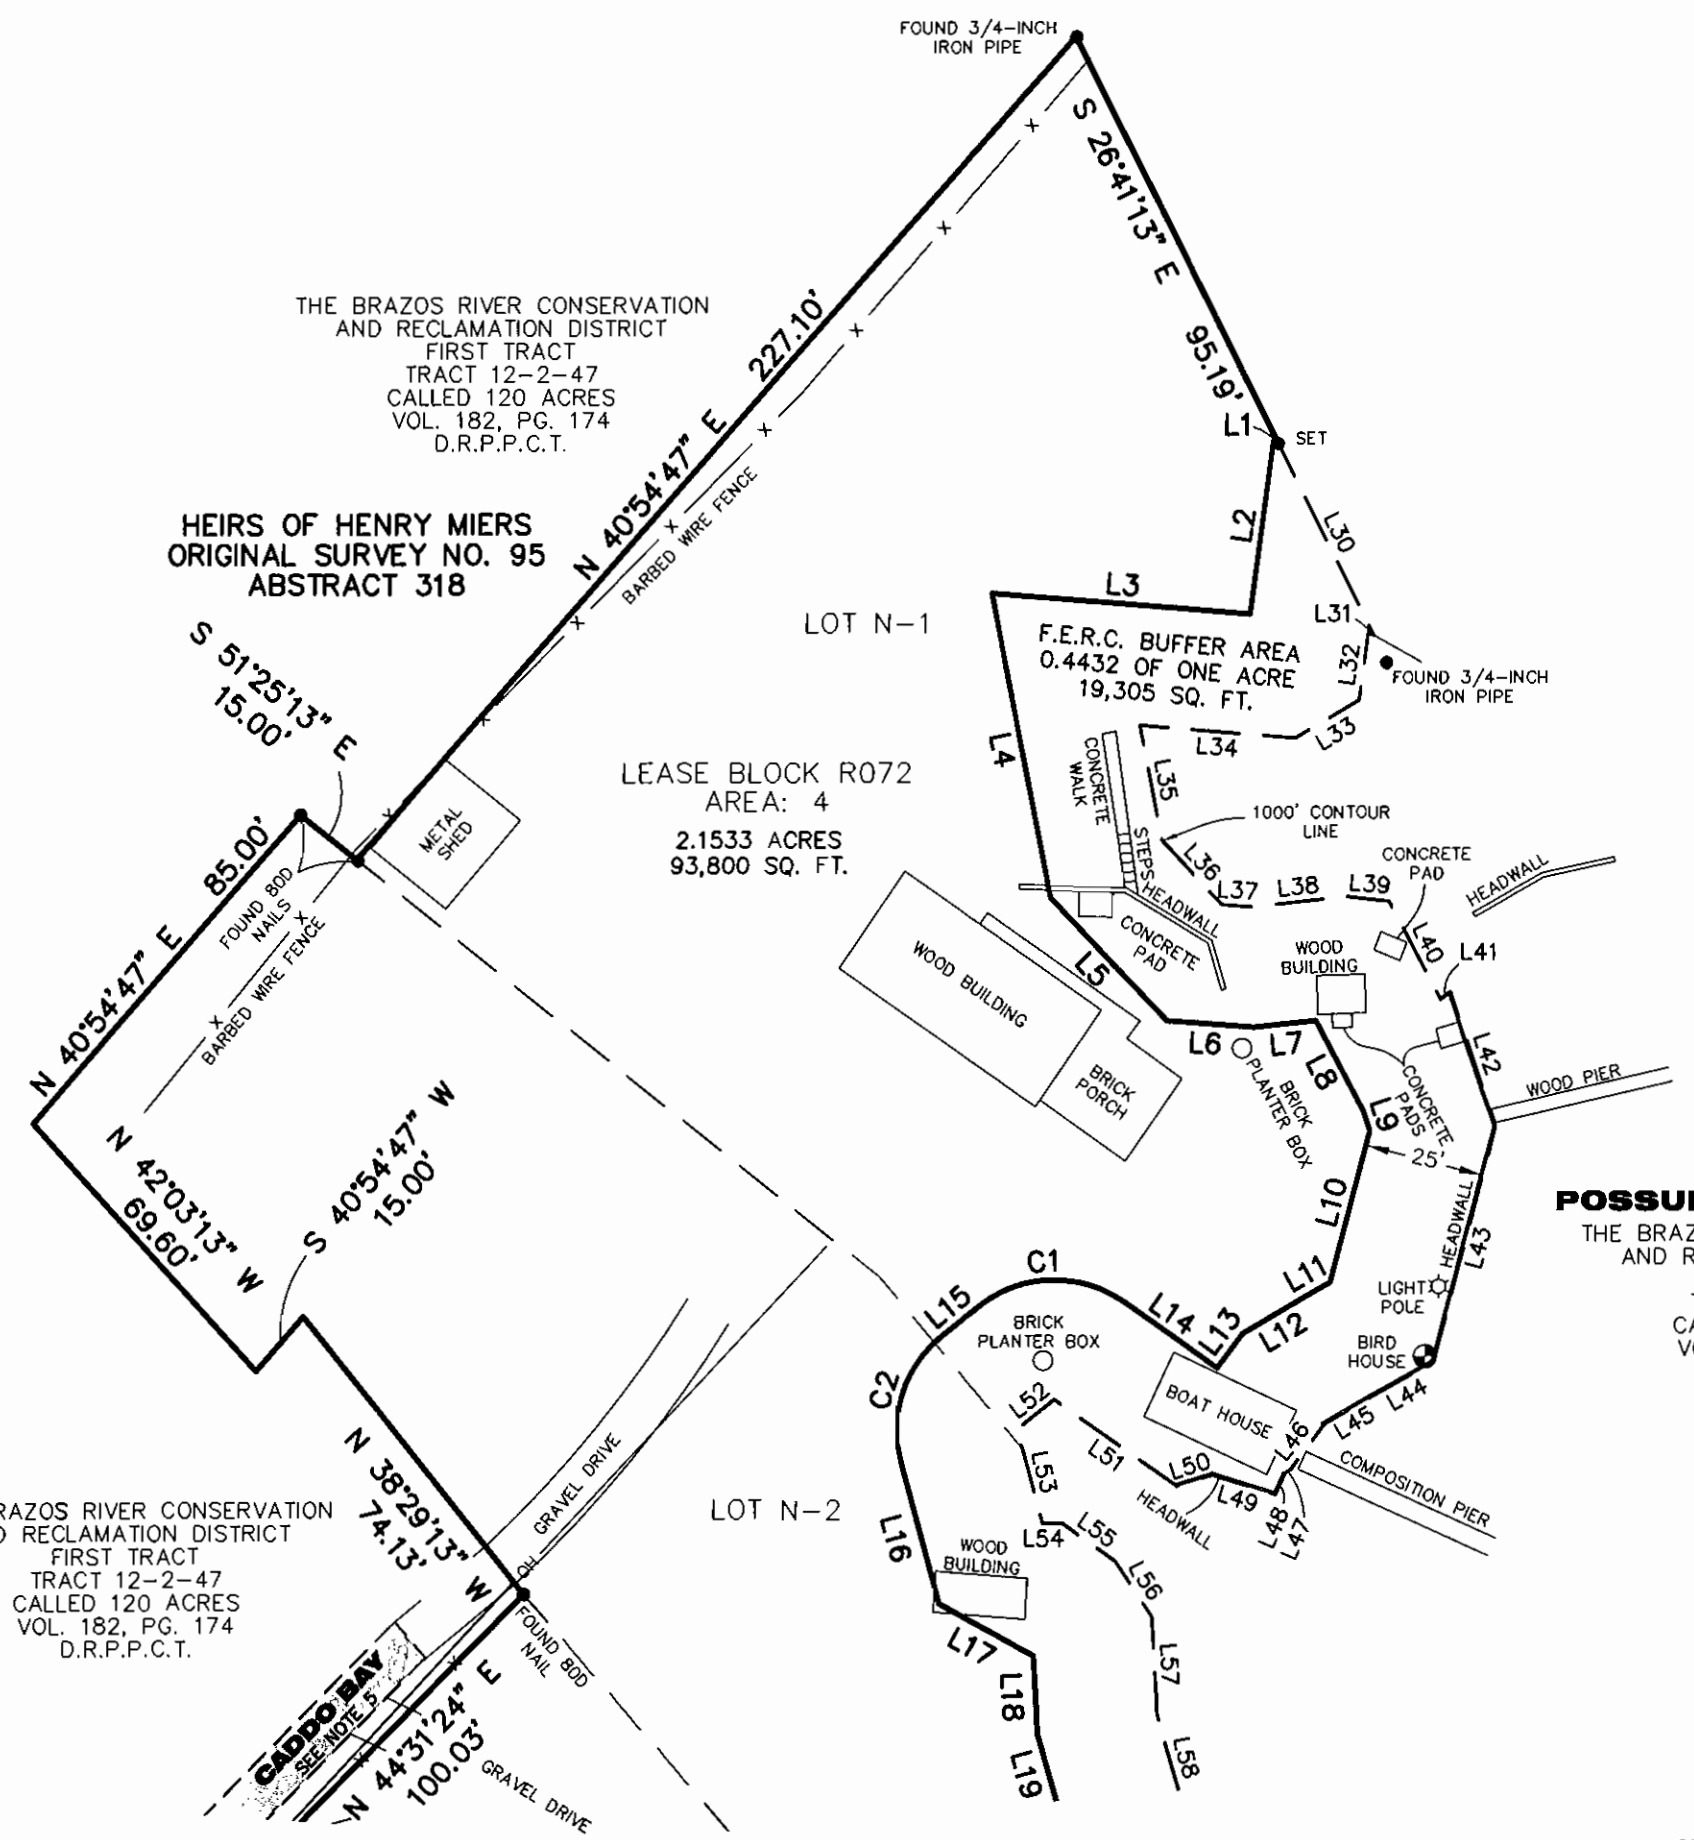 FOUND 3/4-INCH
IRON PIPE
S 26°41'13" E
95.19'
227.10'
N 40°54'47" E
BARBED WIRE FENCE
THE BRAZOS RIVER CONSERVATION
AND RECLAMATION DISTRICT
FIRST TRACT
TRACT 12-2-47
CALLED 120 ACRES
VOL. 182, PG. 174
D.R.P.P.C.T.
L1
SET
HEIRS OF HENRY MIERS
ORIGINAL SURVEY NO. 95
ABSTRACT 318
L2
L30
L3
L31
LOT N-1
F.E.R.C. BUFFER AREA
0.4432 OF ONE ACRE
19,305 SQ. FT.
L32
FOUND 3/4-INCH
IRON PIPE
L33
L34
S 51°25'13" E
15.00'
L4
CONCRETE
WALK
L35
LEASE BLOCK R072
AREA: 4
2.1533 ACRES
93,800 SQ. FT.
METAL
SHED
1000' CONTOUR
LINE
STEPS
L36
L37
L38
L39
CONCRETE
PAD
HEADWALL
85.00'
N 40°54'47" E
FOUND 80D
NAILS
BARBED WIRE FENCE
HEADWALL
CONCRETE
PAD
WOOD BUILDING
L5
WOOD
BUILDING
L40
L41
L6
L7
L8
L9
L42
BRICK
PORCH
BRICK
PLANTER BOX
CONCRETE
PADS
WOOD PIER
25'
N 42°03'13" W
69.60'
S 40°54'47" W
15.00'
L10
HEADWALL
L43
POSSU
THE BRAZ
AND R
CA
VO
LIGHT
POLE
BIRD
HOUSE
C1
L11
L15
L14
L13
L12
BRICK
PLANTER BOX
C2
L52
BOAT HOUSE
L44
L45
L46
COMPOSITION PIER
L51
L50
L49
L48
L47
HEADWALL
L53
N 38°29'13" W
74.13'
GRAVEL DRIVE
OH
LOT N-2
L16
L54
L55
L56
WOOD
BUILDING
RAZOS RIVER CONSERVATION
D RECLAMATION DISTRICT
FIRST TRACT
TRACT 12-2-47
CALLED 120 ACRES
VOL. 182, PG. 174
D.R.P.P.C.T.
FOUND 80D
NAIL
L17
L57
L18
CADDO BAY
SEE NOTE 5
N 44°31'24" E
100.03'
GRAVEL DRIVE
L19
L58